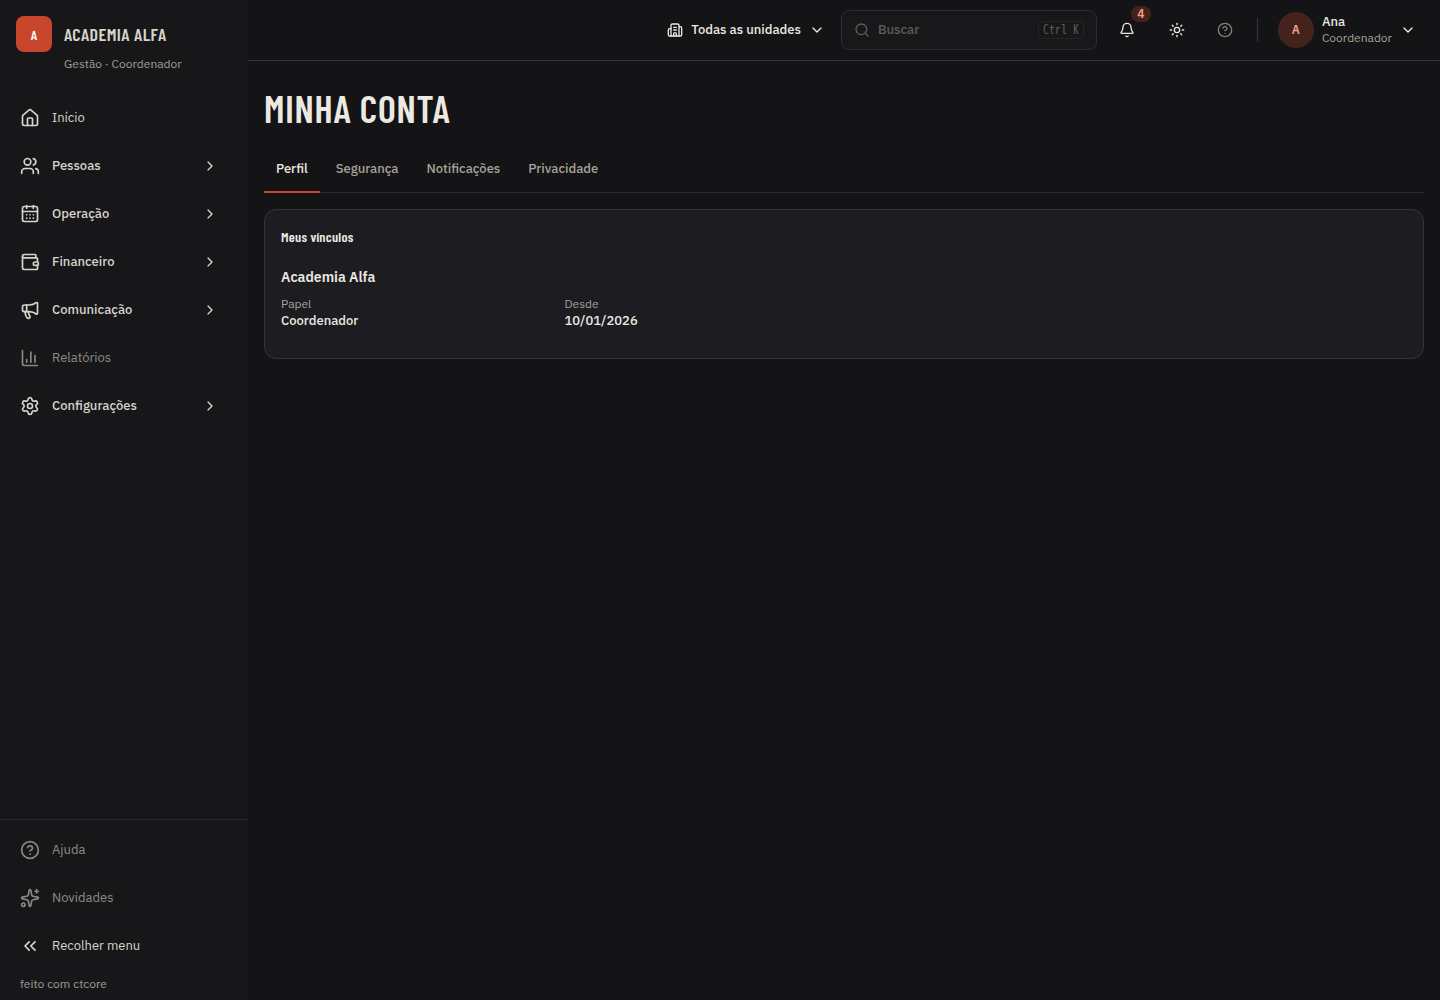 A
ACADEMIA ALFA
Gestão · Coordenador
Início
Pessoas
Operação
Financeiro
Comunicação
Relatórios
Configurações
Ajuda
Novidades
Recolher menu
feito com ctcore
Todas as unidades
Buscar
Ctrl K
4
A
Ana
Coordenador
MINHA CONTA
Perfil
Segurança
Notificações
Privacidade
Meus vínculos
Academia Alfa
Papel
Coordenador
Desde
10/01/2026